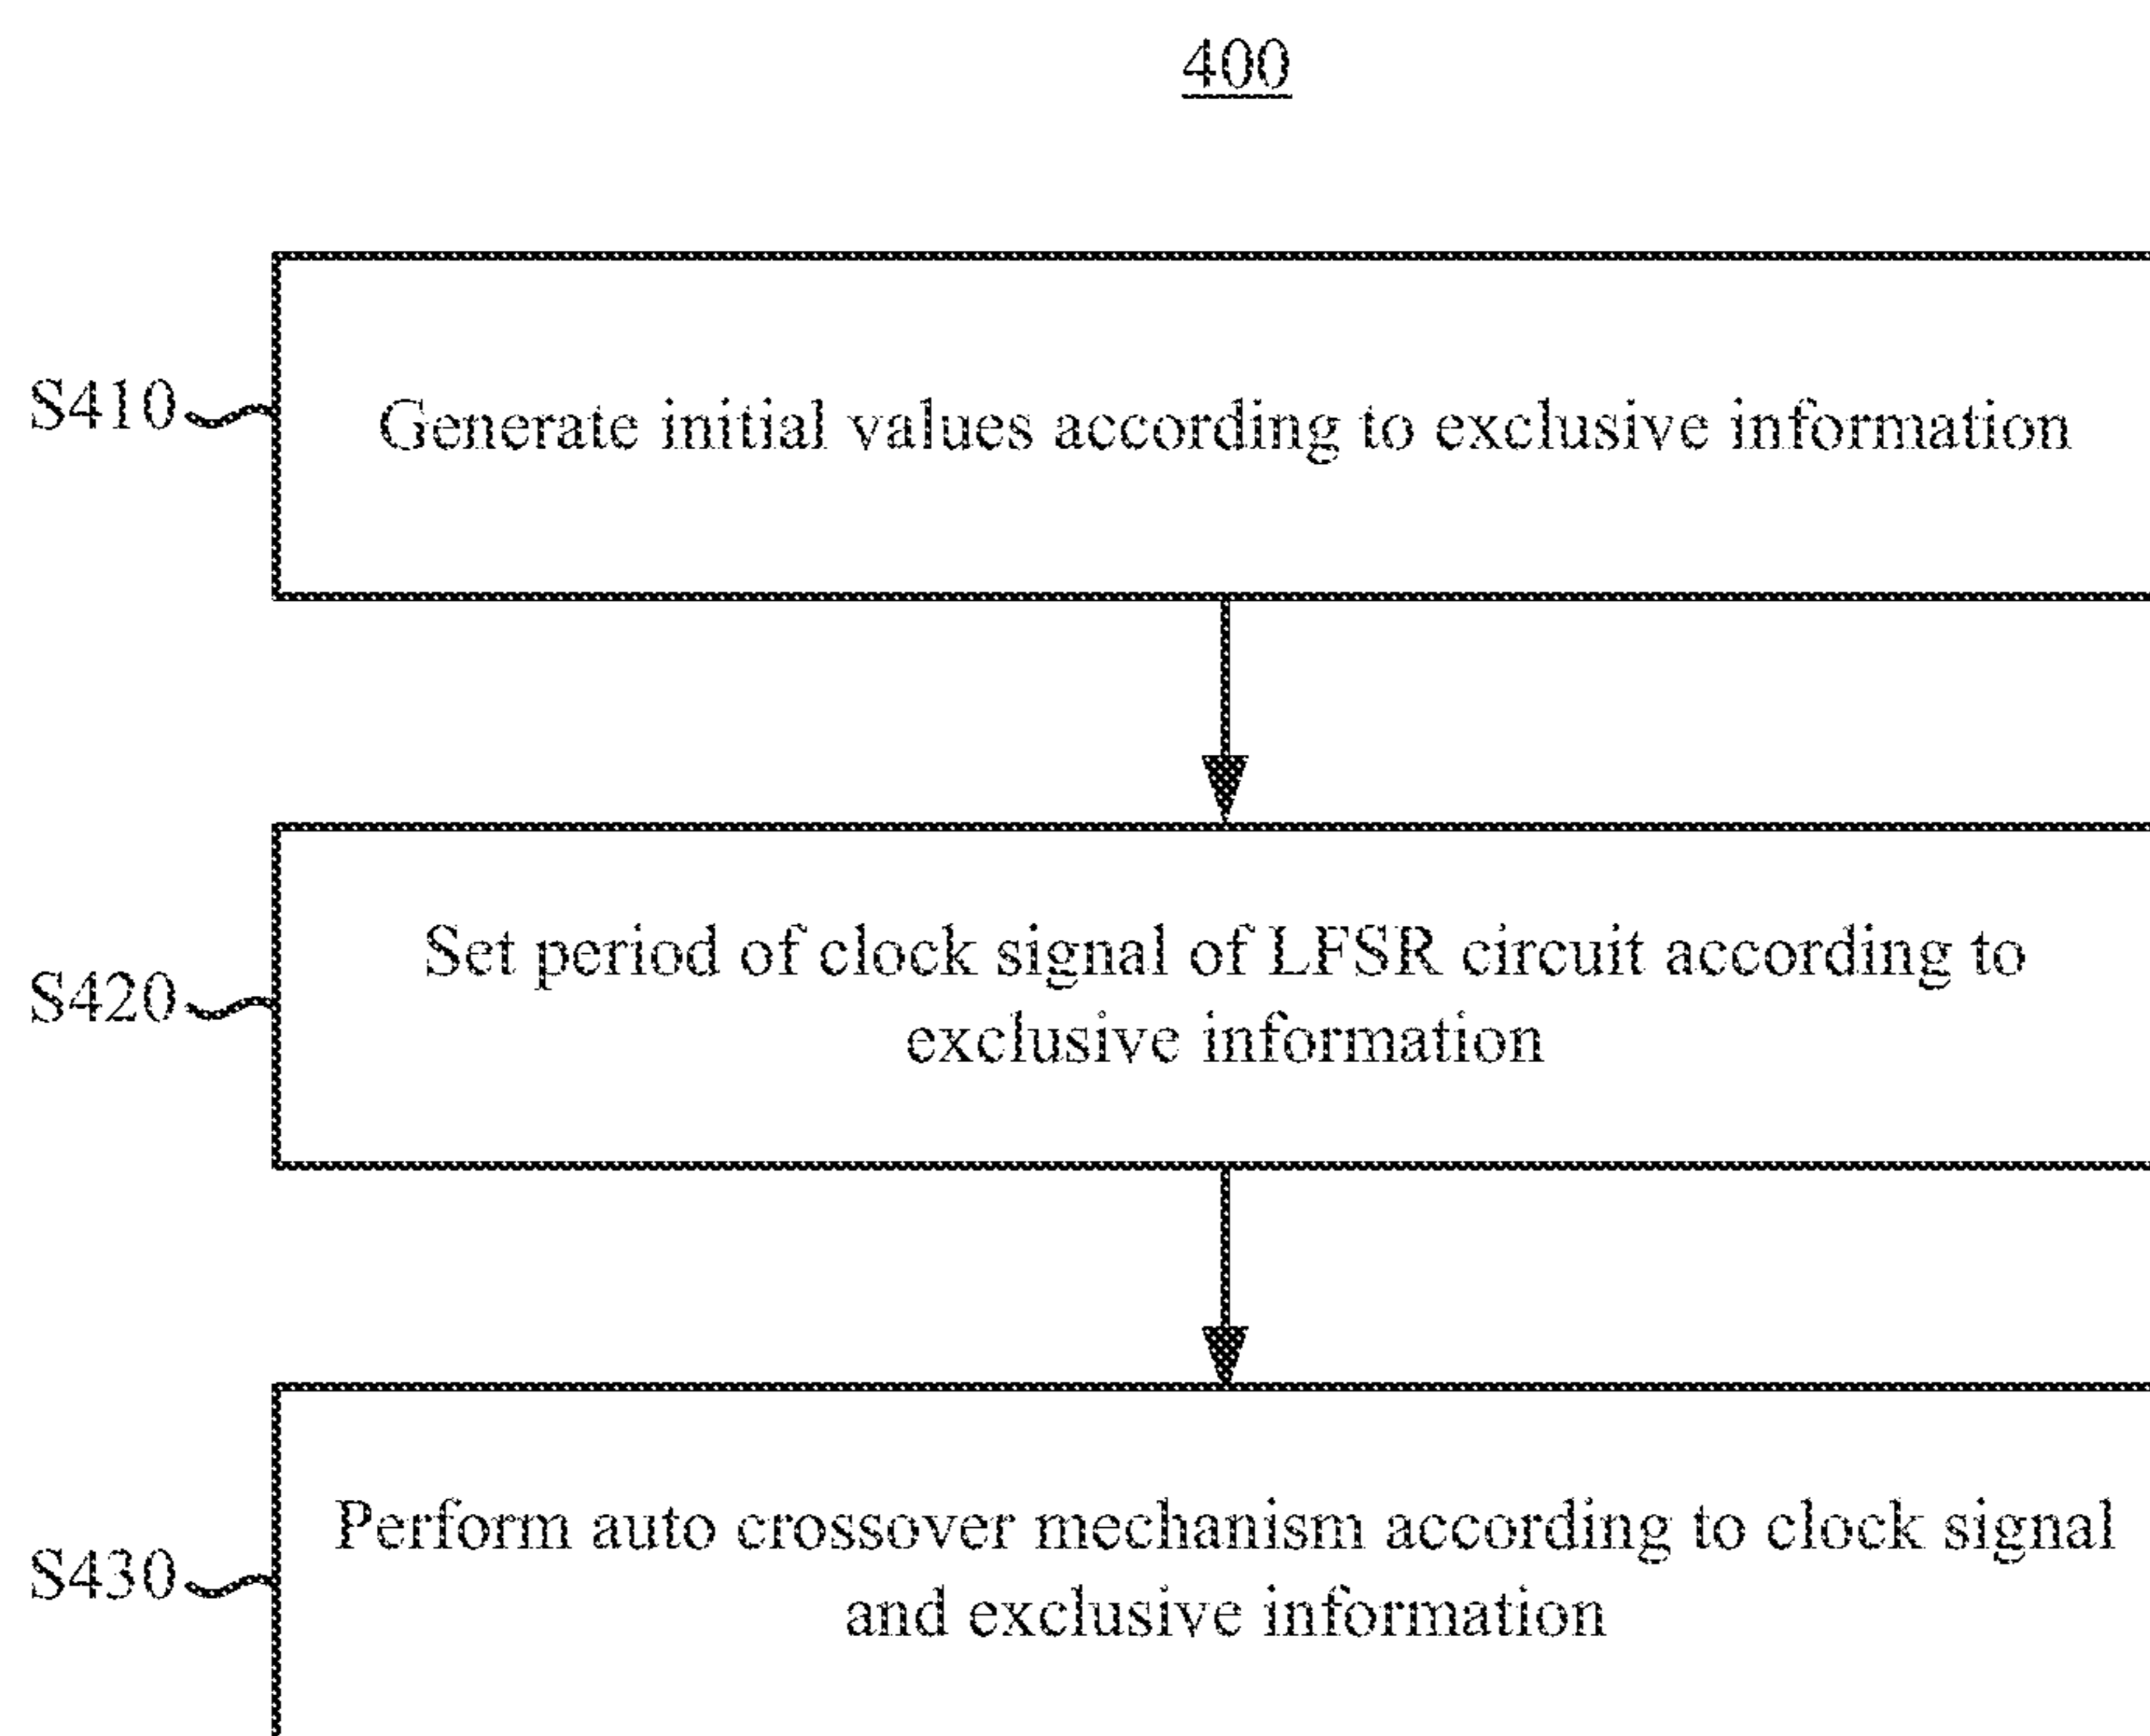 400
S410
Generate initial values according to exclusive information
S420
Set period of clock signal of LFSR circuit according to
exclusive information
S430
Perform auto crossover mechanism according to clock signal
and exclusive information